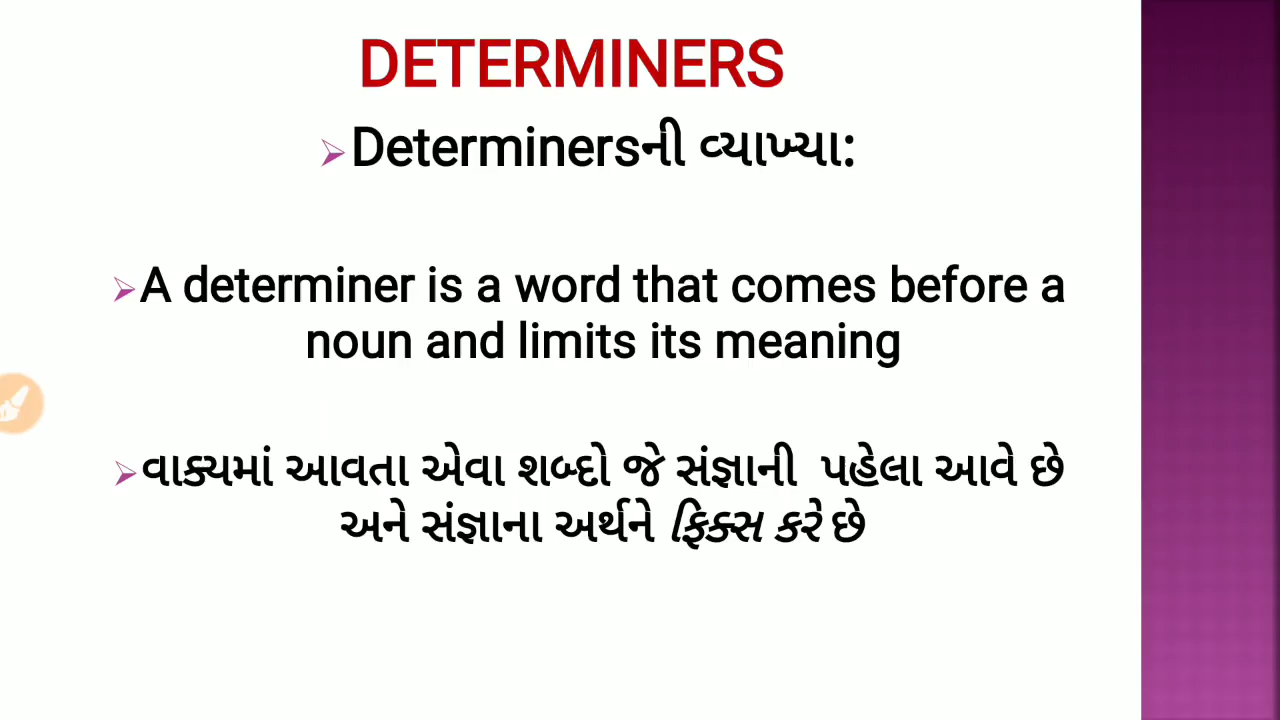 DETERMINERS
Determinersની વ્યાખ્યા:
A determiner is a word that comes before a
noun and limits its meaning
વાક્યમાં આવતા એવા શબ્દો જે સંજ્ઞાની પહેલા આવે છે
અને સંજ્ઞાના અર્થને ફિક્સ કરે છે